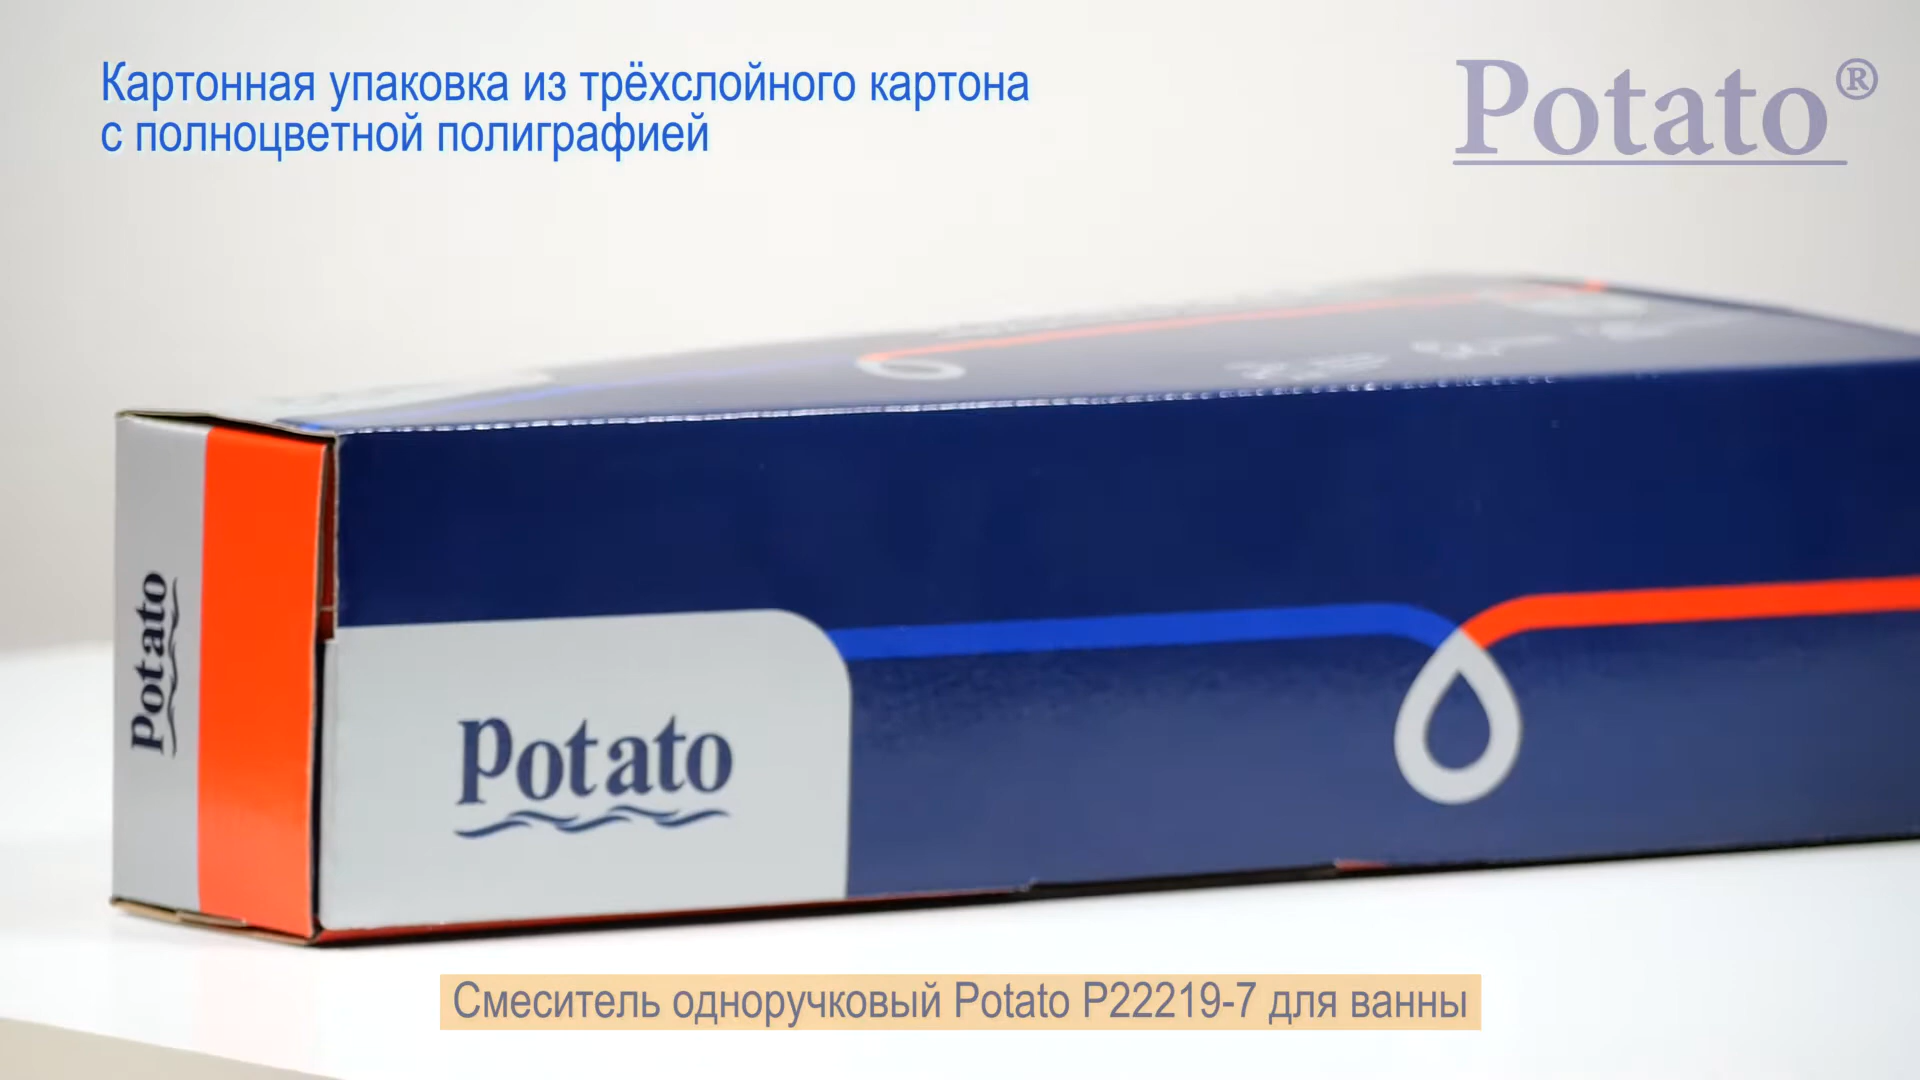 Картонная упаковка из трёхслойного картона
с полноцветной полиграфией
Potato®
Potato
Potato
Смеситель одноручковый Potato P22219-7 для ванны